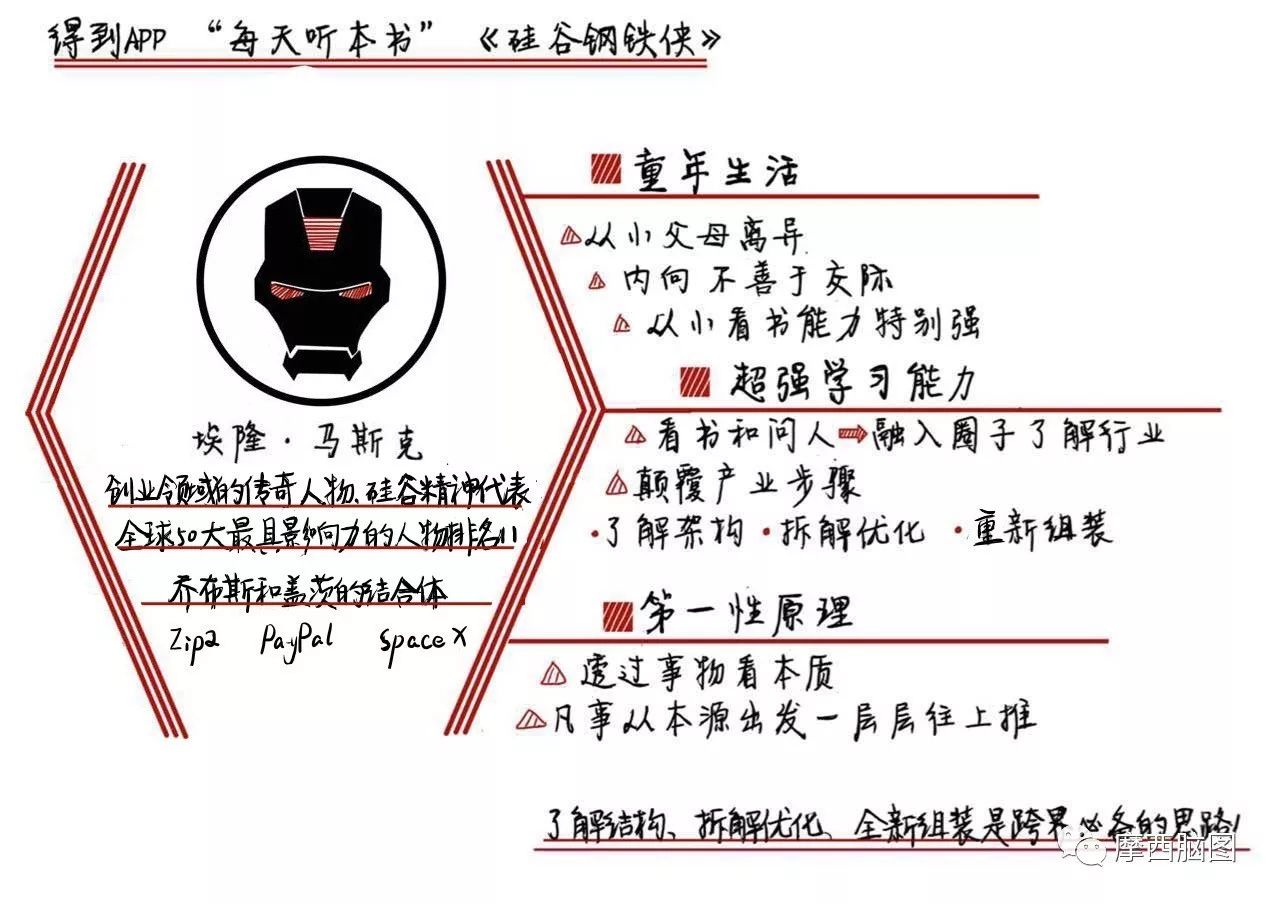 得到APP “每天听本书” 《硅谷钢铁侠》
埃隆·马斯克
创业领域的传奇人物、硅谷精神代表
全球50大最具影响力的人物排名11
乔布斯和盖茨的结合体
Zip2 PayPal SpaceX
童年生活
从小父母离异
内向 不善于交际
从小看书能力特别强
超强学习能力
看书和问人➡融入圈子了解行业
颠覆产业步骤
·了解架构 ·拆解优化 ·重新组装
第一性原理
透过事物看本质
凡事从本源出发一层层往上推
了解结构、拆解优化、全新组装是跨界必备的思路!
摩西脑图